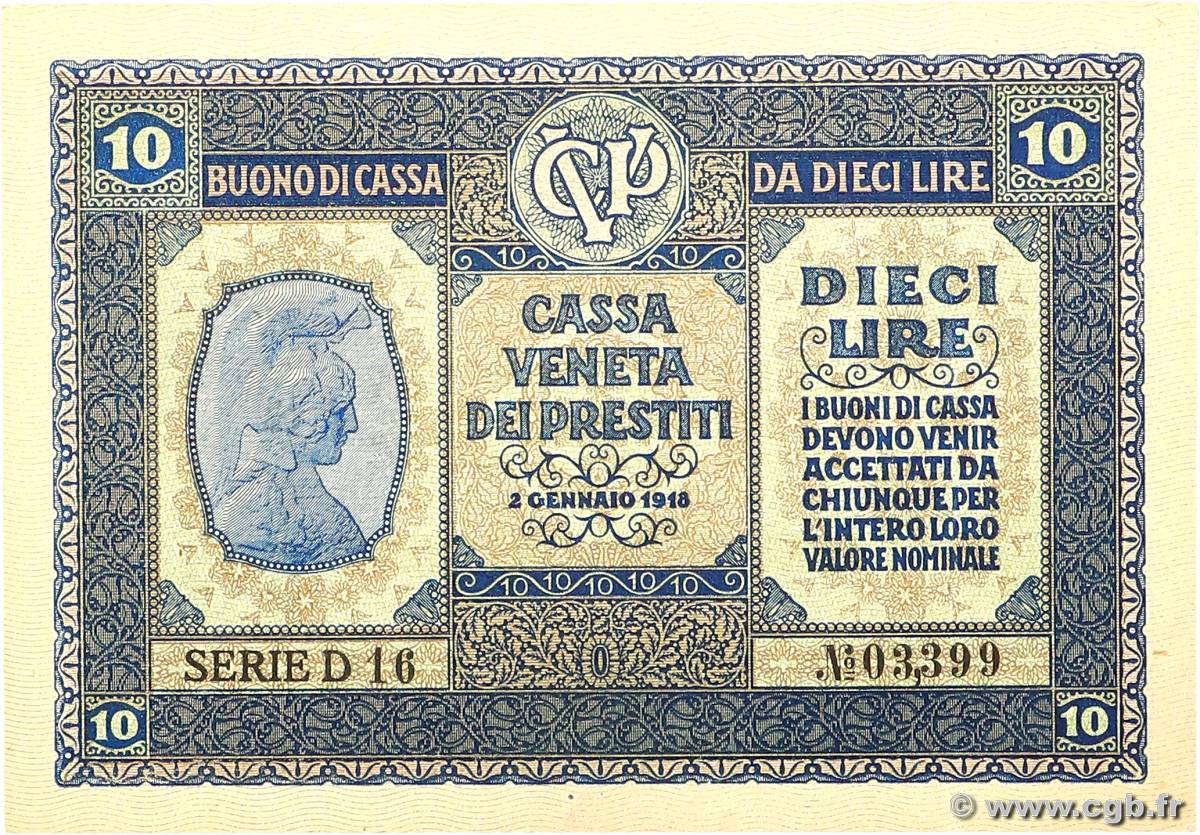 10
BUONO DI CASSA
CVP
DA DIECI LIRE
10
10 10
CASSA
VENETA
DEI PRESTITI
2 GENNAIO 1918
10 10 10 10 10
DIECI
LIRE
I BUONI DI CASSA
DEVONO VENIR
ACCETTATI DA
CHIUNQUE PER
L'INTERO LORO
VALORE NOMINALE
SERIE D 16
№ 03,399
10
10
© www.cgb.fr